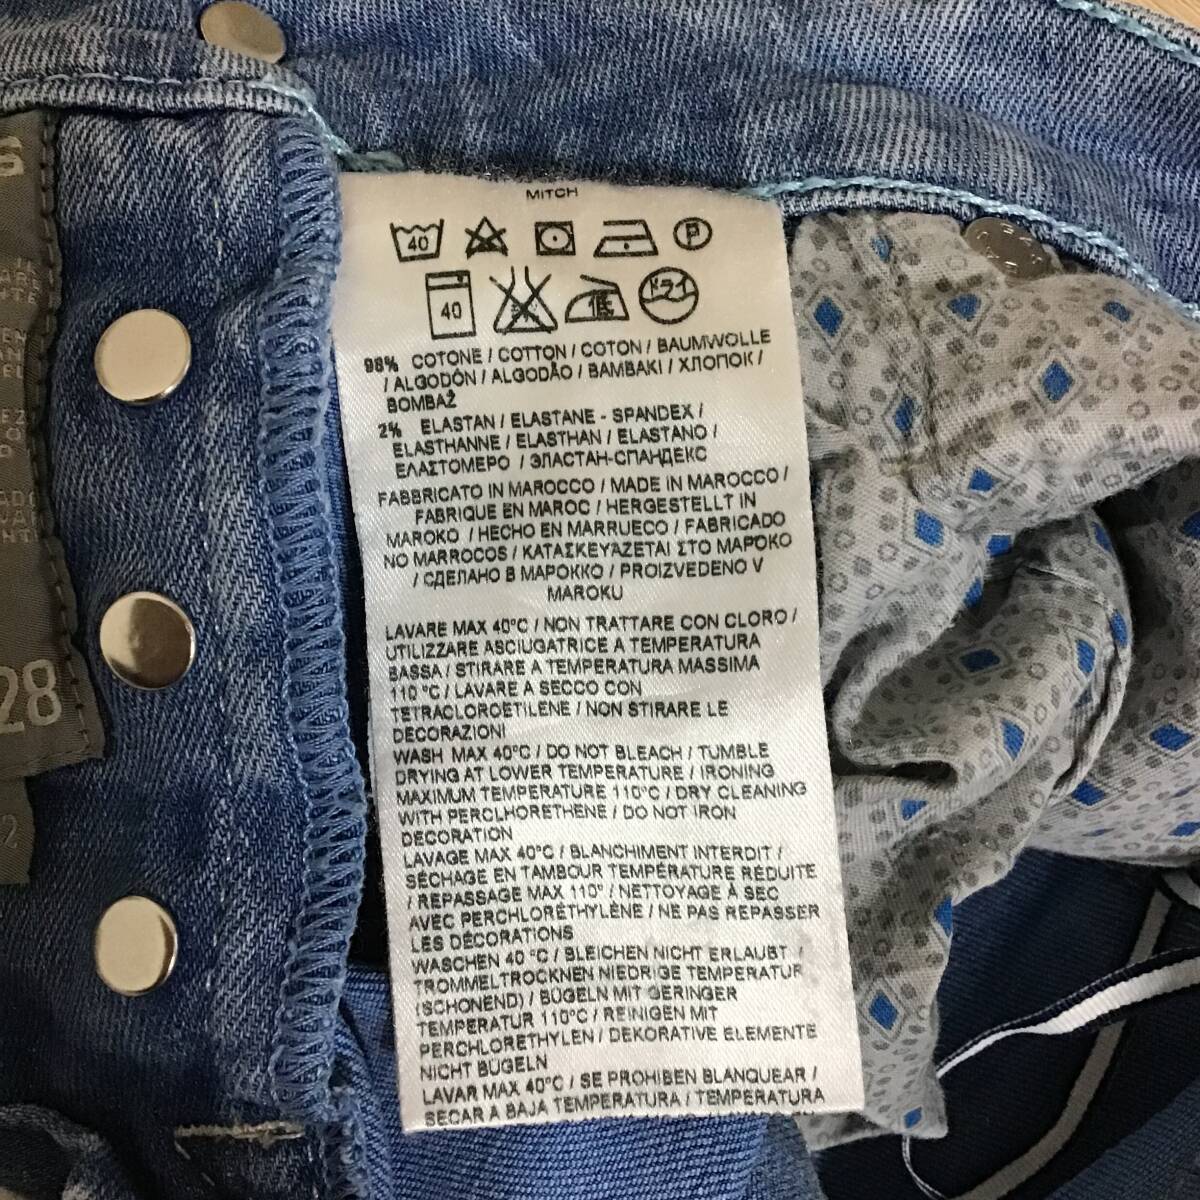 MITCH
40
P
40
低
ドライ
98% COTONE / COTTON / COTON / BAUMWOLLE
/ ALGODÓN / ALGODÃO / BAMBAKI / ХЛОПОК /
BOMBAŽ
2% ELASTAN / ELASTANE - SPANDEX /
ELASTHANNE / ELASTHAN / ELASTANO /
ΕΛΑΣΤΟΜΕΡΟ / ЭЛАСТАН-СПАНДЕКС
FABBRICATO IN MAROCCO / MADE IN MAROCCO /
FABRIQUE EN MAROC / HERGESTELLT IN
MAROKO / HECHO EN MARRUECO / FABRICADO
NO MARROCOS / ΚΑΤΑΣΚΕΥΑΖΕΤΑΙ ΣΤΟ ΜΑΡΟΚΟ
/ СДЕЛАНО В МАРОККО / PROIZVEDENO V
MAROKU
LAVARE MAX 40°C / NON TRATTARE CON CLORO /
UTILIZZARE ASCIUGATRICE A TEMPERATURA
BASSA / STIRARE A TEMPERATURA MASSIMA
110 °C / LAVARE A SECCO CON
TETRACLOROETILENE / NON STIRARE LE
DECORAZIONI
WASH MAX 40°C / DO NOT BLEACH / TUMBLE
DRYING AT LOWER TEMPERATURE / IRONING
MAXIMUM TEMPERATURE 110°C / DRY CLEANING
WITH PERCLHORETHENE / DO NOT IRON
DECORATION
LAVAGE MAX 40°C / BLANCHIMENT INTERDIT /
SÉCHAGE EN TAMBOUR TEMPÉRATURE RÉDUITE
/ REPASSAGE MAX 110° / NETTOYAGE À SEC
AVEC PERCHLORÉTHYLÈNE / NE PAS REPASSER
LES DÉCORATIONS
WASCHEN 40 °C / BLEICHEN NICHT ERLAUBT /
TROMMELTROCKNEN NIEDRIGE TEMPERATUR
(SCHONEND) / BÜGELN MIT GERINGER
TEMPERATUR 110°C / REINIGEN MIT
PERCHLORETHYLEN / DEKORATIVE ELEMENTE
NICHT BÜGELN
LAVAR MAX 40°C / SE PROHIBEN BLANQUEAR /
SECAR A BAJA TEMPERATURA / TEMPERATURA
28